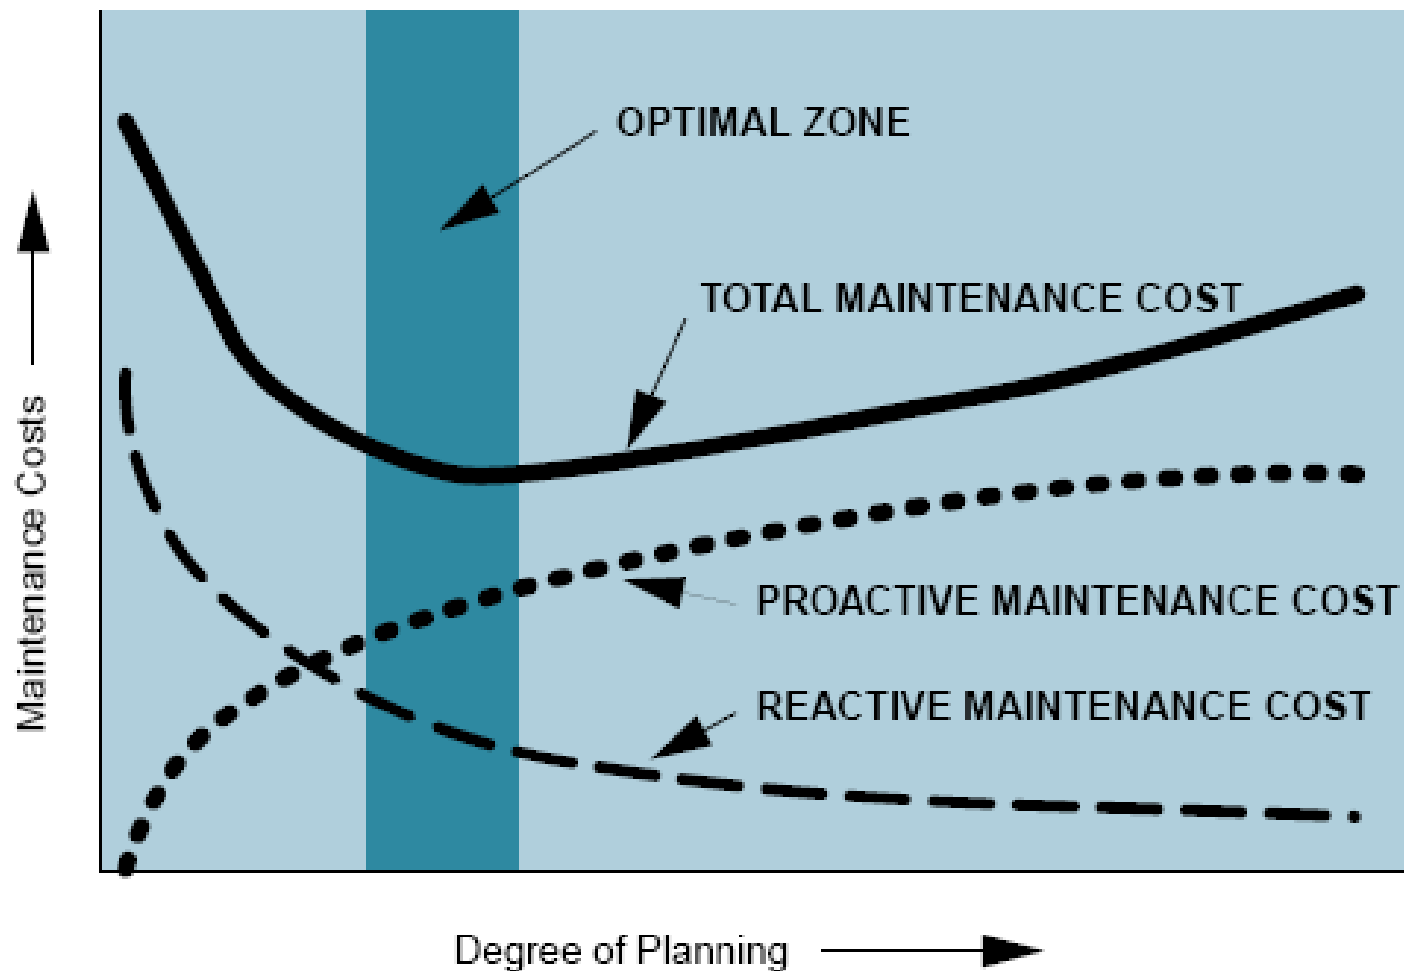 OPTIMAL ZONE
TOTAL MAINTENANCE COST
PROACTIVE MAINTENANCE COST
REACTIVE MAINTENANCE COST
Maintenance Costs
Degree of Planning